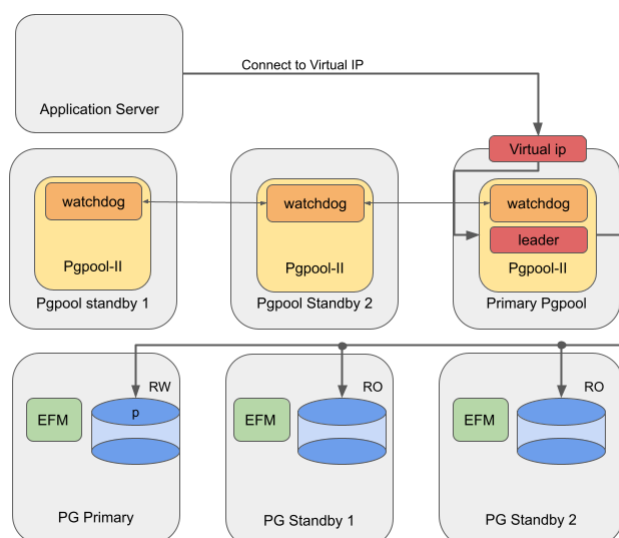 Connect to Virtual IP
Application Server
Virtual ip
watchdog
watchdog
watchdog
leader
Pgpool-II
Pgpool-II
Pgpool-II
Pgpool standby 1
Pgpool Standby 2
Primary Pgpool
RW
RO
RO
EFM
p
EFM
EFM
PG Primary
PG Standby 1
PG Standby 2